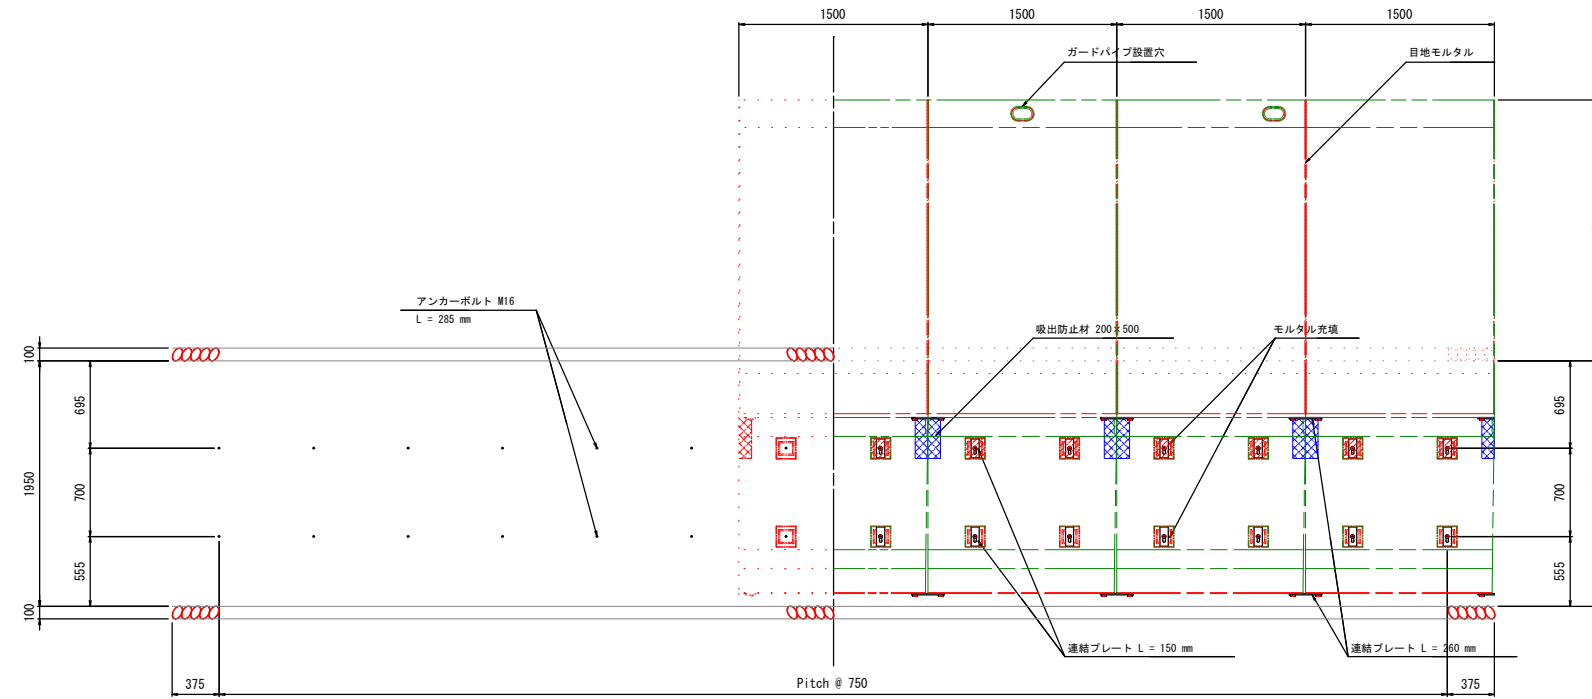 1500
1500
1500
1500
ガードパイプ設置穴
目地モルタル
アンカーボルト M16
L = 285 mm
吸出防止材 200×500
モルタル充填
100
695
1950
700
555
100
695
700
555
連結プレート L = 150 mm
連結プレート L = 260 mm
375
Pitch @ 750
375